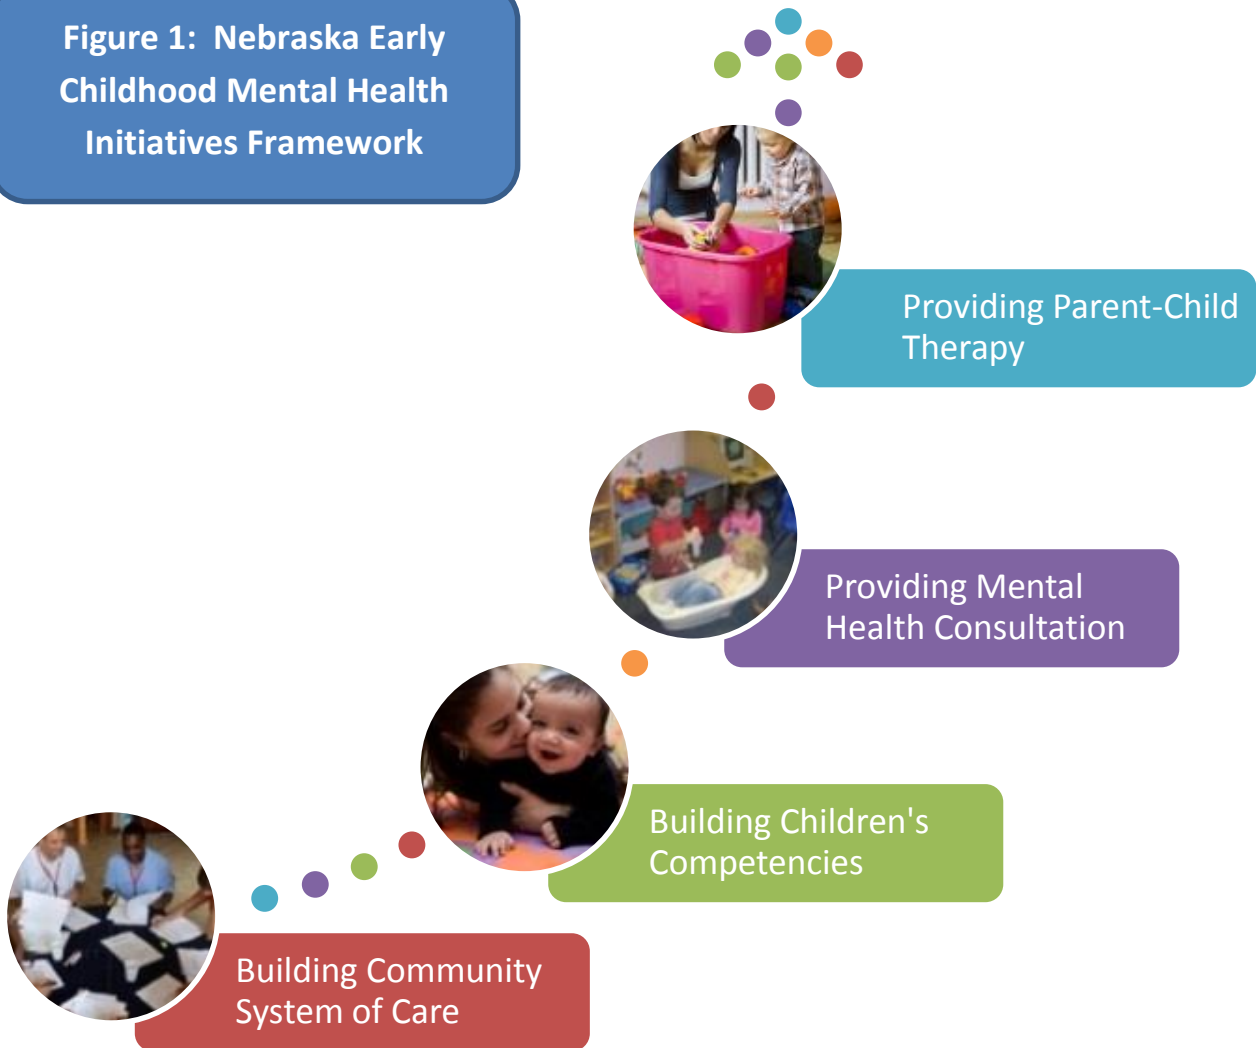 Figure 1:  Nebraska Early
Childhood Mental Health
Initiatives Framework
Providing Parent-Child
Therapy
Providing Mental
Health Consultation
Building Children's
Competencies
Building Community
System of Care